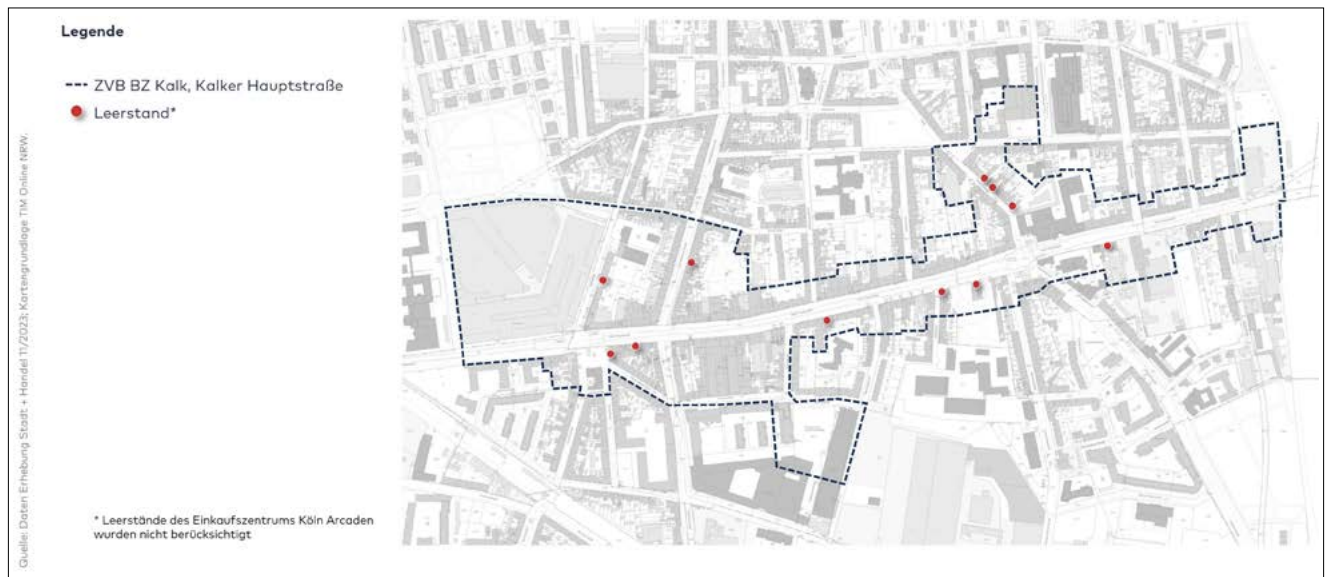 Legende
ZVB BZ Kalk, Kalker Hauptstraße
Leerstand*
* Leerstände des Einkaufszentrums Köln Arcaden
wurden nicht berücksichtigt
Quelle: Daten Erhebung Stadt + Handel 11/2023; Kartengrundlage TIM Online NRW.